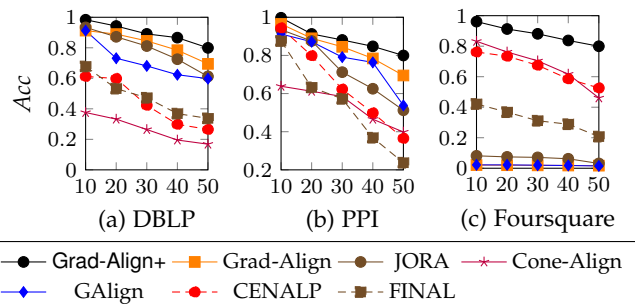 Acc
1
0.8
0.6
0.4
0.2
0
10 20 30 40 50
(a) DBLP
1
0.8
0.6
0.4
0.2
10 20 30 40 50
(b) PPI
1
0.8
0.6
0.4
0.2
0
10 20 30 40 50
(c) Foursquare
Grad-Align+ Grad-Align JORA Cone-Align
GAlign CENALP FINAL